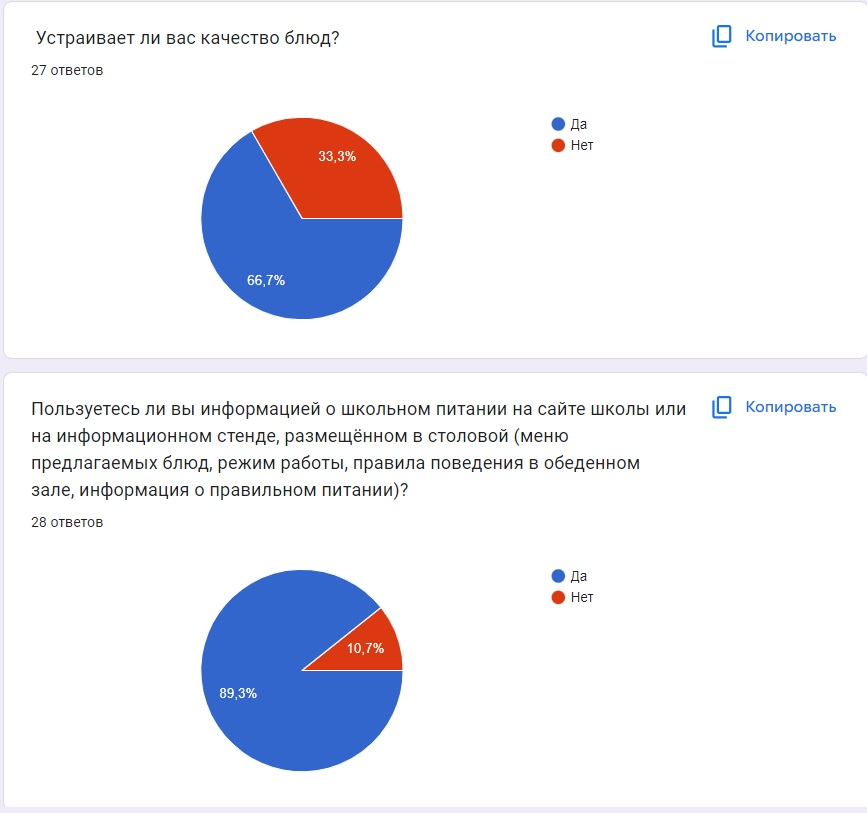 Устраивает ли вас качество блюд?
Копировать
27 ответов
Да
Нет
33,3%
66,7%
Пользуетесь ли вы информацией о школьном питании на сайте школы или
Копировать
на информационном стенде, размещённом в столовой (меню
предлагаемых блюд, режим работы, правила поведения в обеденном
зале, информация о правильном питании)?
28 ответов
Да
Нет
10,7%
89,3%